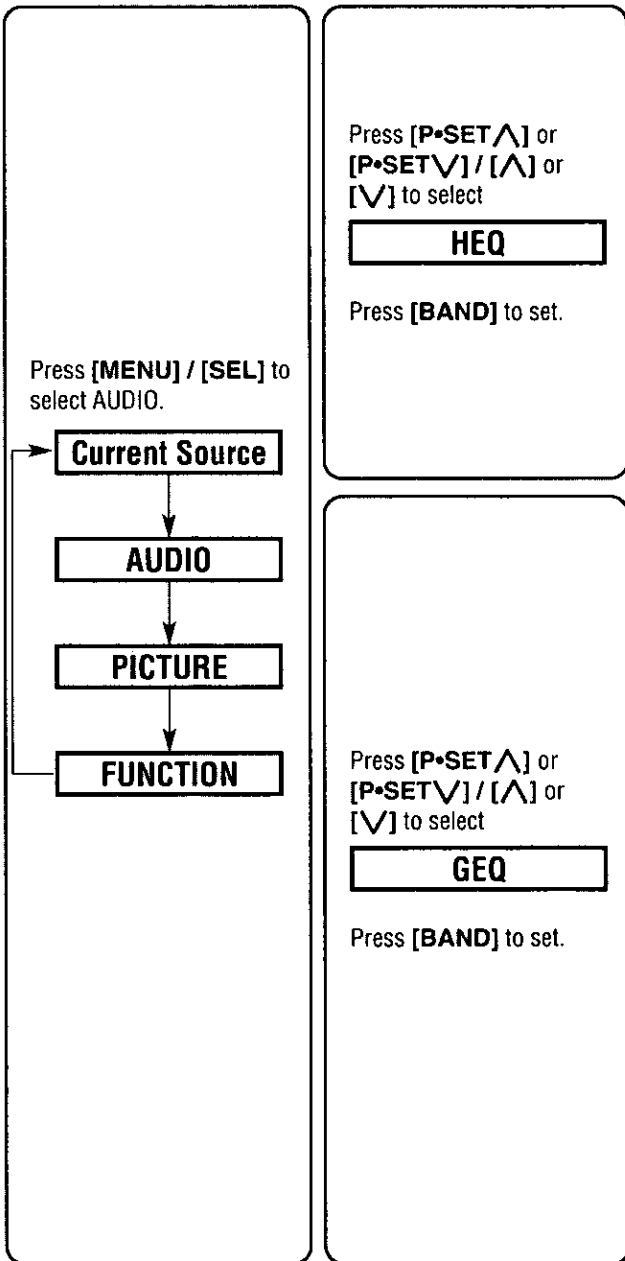 Press [MENU] / [SEL] to
select AUDIO.
Current Source
AUDIO
PICTURE
FUNCTION
Press [P•SET⋀] or
[P•SET⋁] / [⋀] or
[⋁] to select
HEQ
Press [BAND] to set.
Press [P•SET⋀] or
[P•SET⋁] / [⋀] or
[⋁] to select
GEQ
Press [BAND] to set.